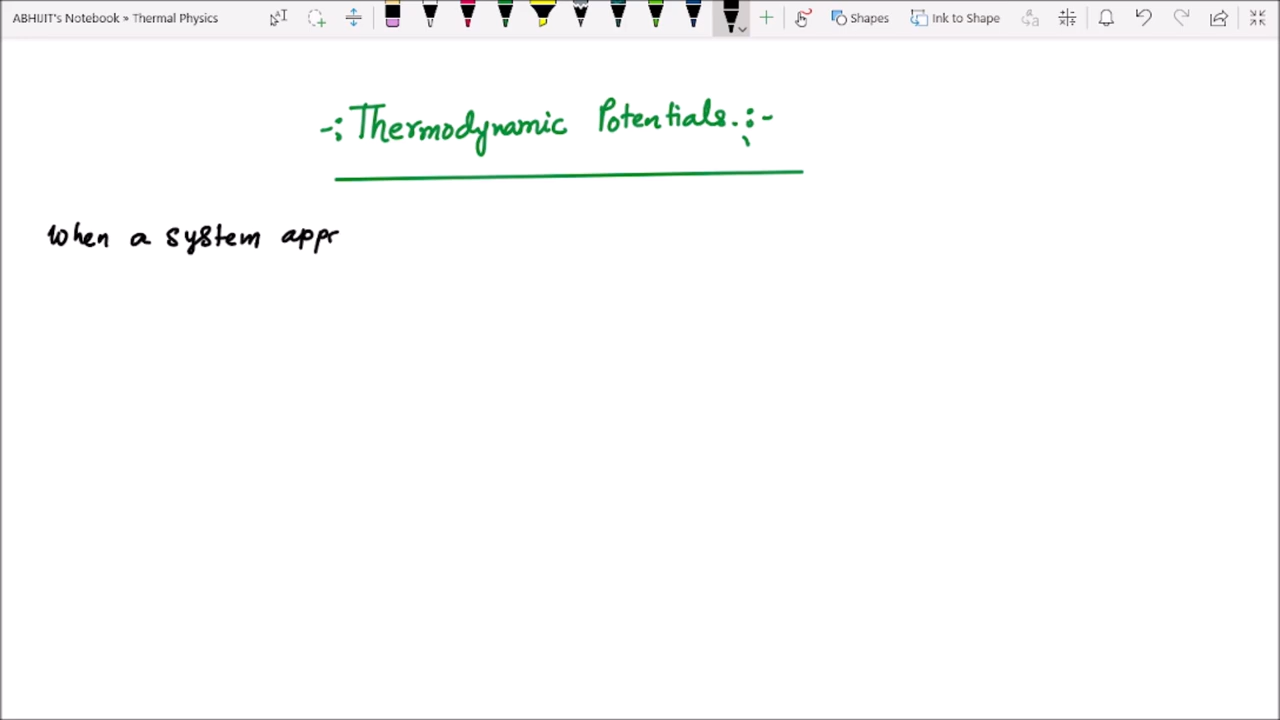 ABHIJIT's Notebook » Thermal Physics
Shapes
Ink to Shape
-: Thermodynamic Potentials. :-
When a system appr